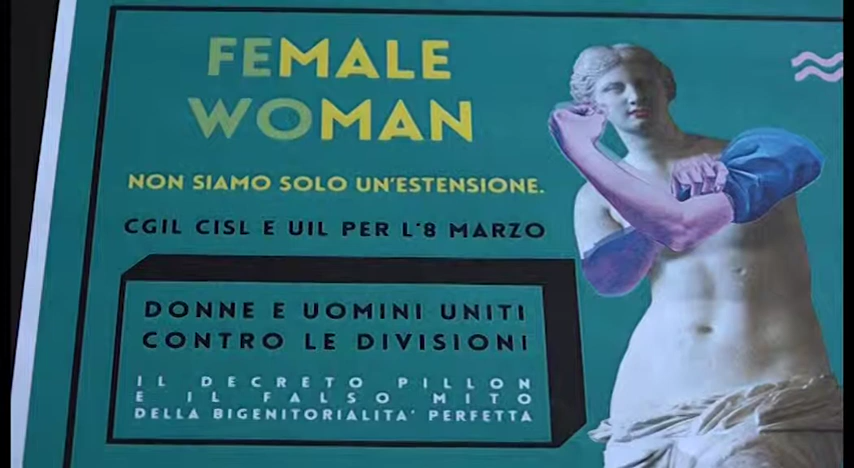 FEMALE
WOMAN
NON SIAMO SOLO UN'ESTENSIONE.
CGIL CISL E UIL PER L'8 MARZO
DONNE E UOMINI UNITI
CONTRO LE DIVISIONI
IL DECRETO PILLON
E IL FALSO MITO
DELLA BIGENITORIALITA' PERFETTA